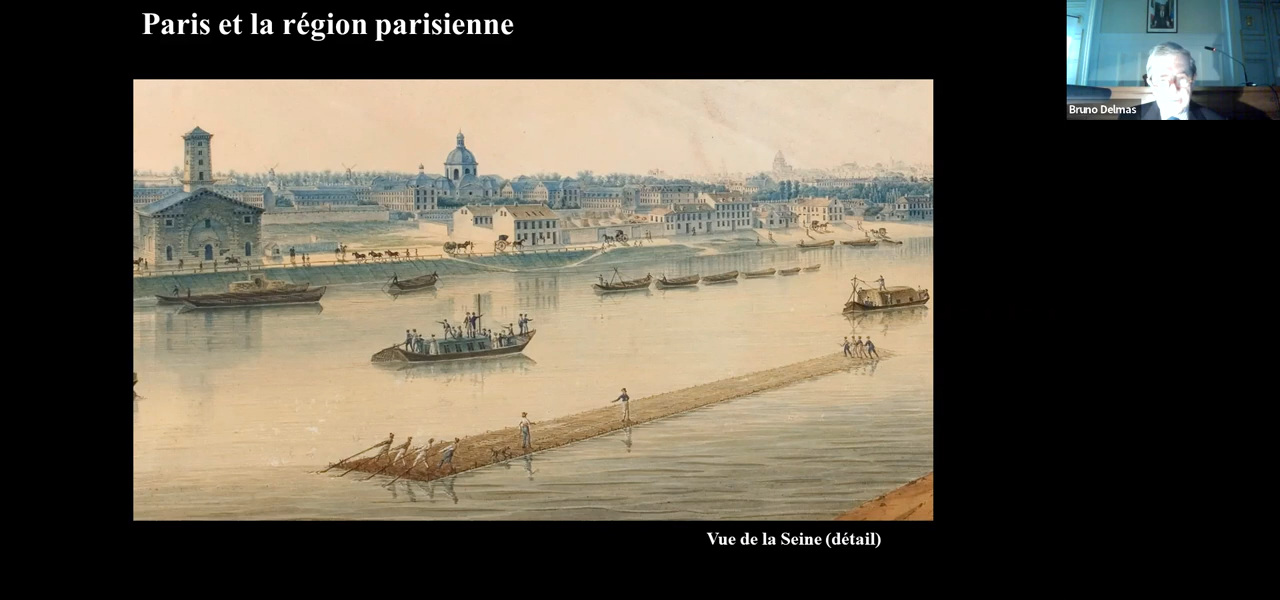 Paris et la région parisienne
Bruno Delmas
Vue de la Seine (détail)